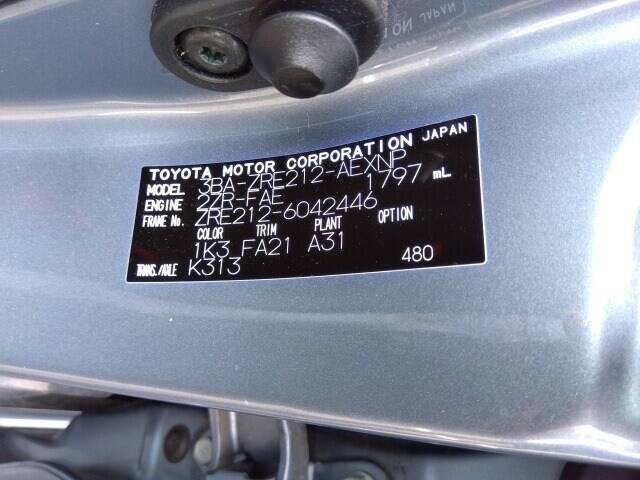 JAPAN
TOYOTA MOTOR CORPORATION JAPAN
MODEL 3BA-ZRE212-AEXNP
ENGINE 2ZR-FAE 1797 mL
FRAME No. ZRE212-6042446
COLOR TRIM PLANT OPTION
1K3 FA21 A31
TRANS./AXLE K313 480